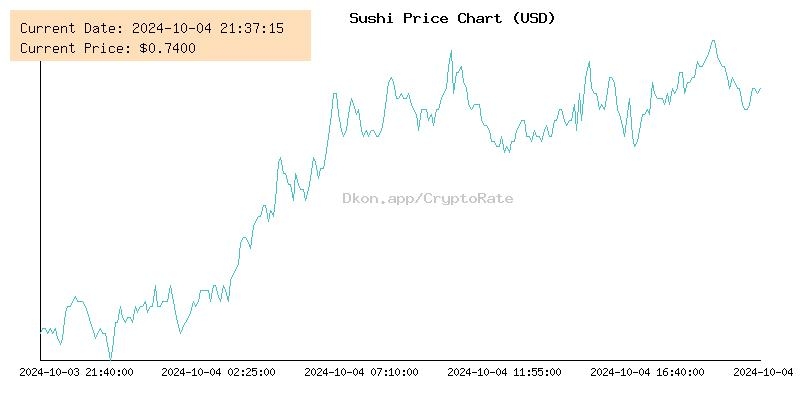 Sushi Price Chart (USD)
Current Date: 2024-10-04 21:37:15
Current Price: $0.7400
Dkon.app/CryptoRate
2024-10-03 21:40:00 2024-10-04 02:25:00 2024-10-04 07:10:00 2024-10-04 11:55:00 2024-10-04 16:40:00 2024-10-04